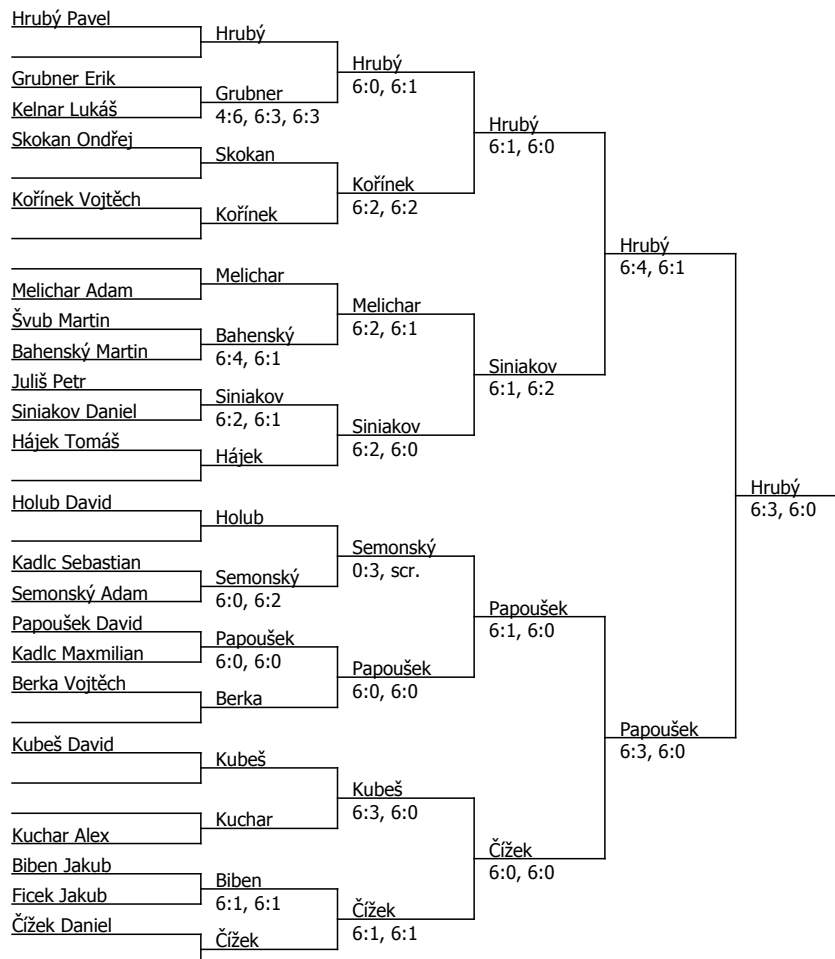 Hrubý Pavel
Hrubý
Hrubý
6:0, 6:1
Grubner Erik
Grubner
4:6, 6:3, 6:3
Kelnar Lukáš
Hrubý
6:1, 6:0
Skokan Ondřej
Skokan
Kořínek
6:2, 6:2
Kořínek Vojtěch
Kořínek
Hrubý
6:4, 6:1
Melichar
Melichar Adam
Melichar
6:2, 6:1
Švub Martin
Bahenský
6:4, 6:1
Bahenský Martin
Siniakov
6:1, 6:2
Juliš Petr
Siniakov
6:2, 6:1
Siniakov Daniel
Siniakov
6:2, 6:0
Hájek Tomáš
Hájek
Hrubý
6:3, 6:0
Holub David
Holub
Semonský
0:3, scr.
Kadlc Sebastian
Semonský
6:0, 6:2
Semonský Adam
Papoušek
6:1, 6:0
Papoušek David
Papoušek
6:0, 6:0
Kadlc Maxmilian
Papoušek
6:0, 6:0
Berka Vojtěch
Berka
Papoušek
6:3, 6:0
Kubeš David
Kubeš
Kubeš
6:3, 6:0
Kuchar
Kuchar Alex
Čížek
6:0, 6:0
Biben Jakub
Biben
6:1, 6:1
Ficek Jakub
Čížek
6:1, 6:1
Čížek Daniel
Čížek